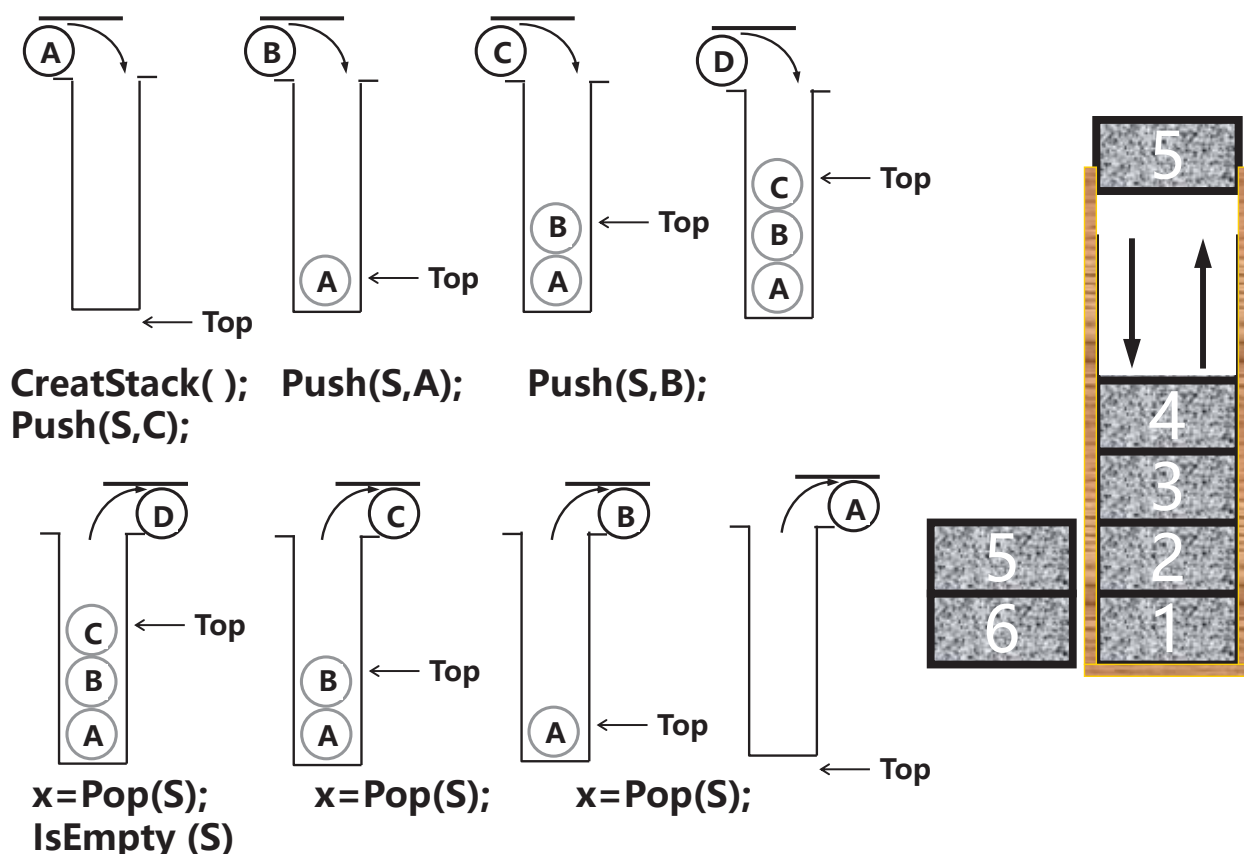 A B C D
5
C Top
B B Top
A Top A A
Top
CreatStack( ); Push(S,A); Push(S,B);
Push(S,C);
4
3
2
1
5
6
D C B A
C Top
B B Top
A A A Top
Top
x=Pop(S); x=Pop(S); x=Pop(S);
IsEmpty (S)